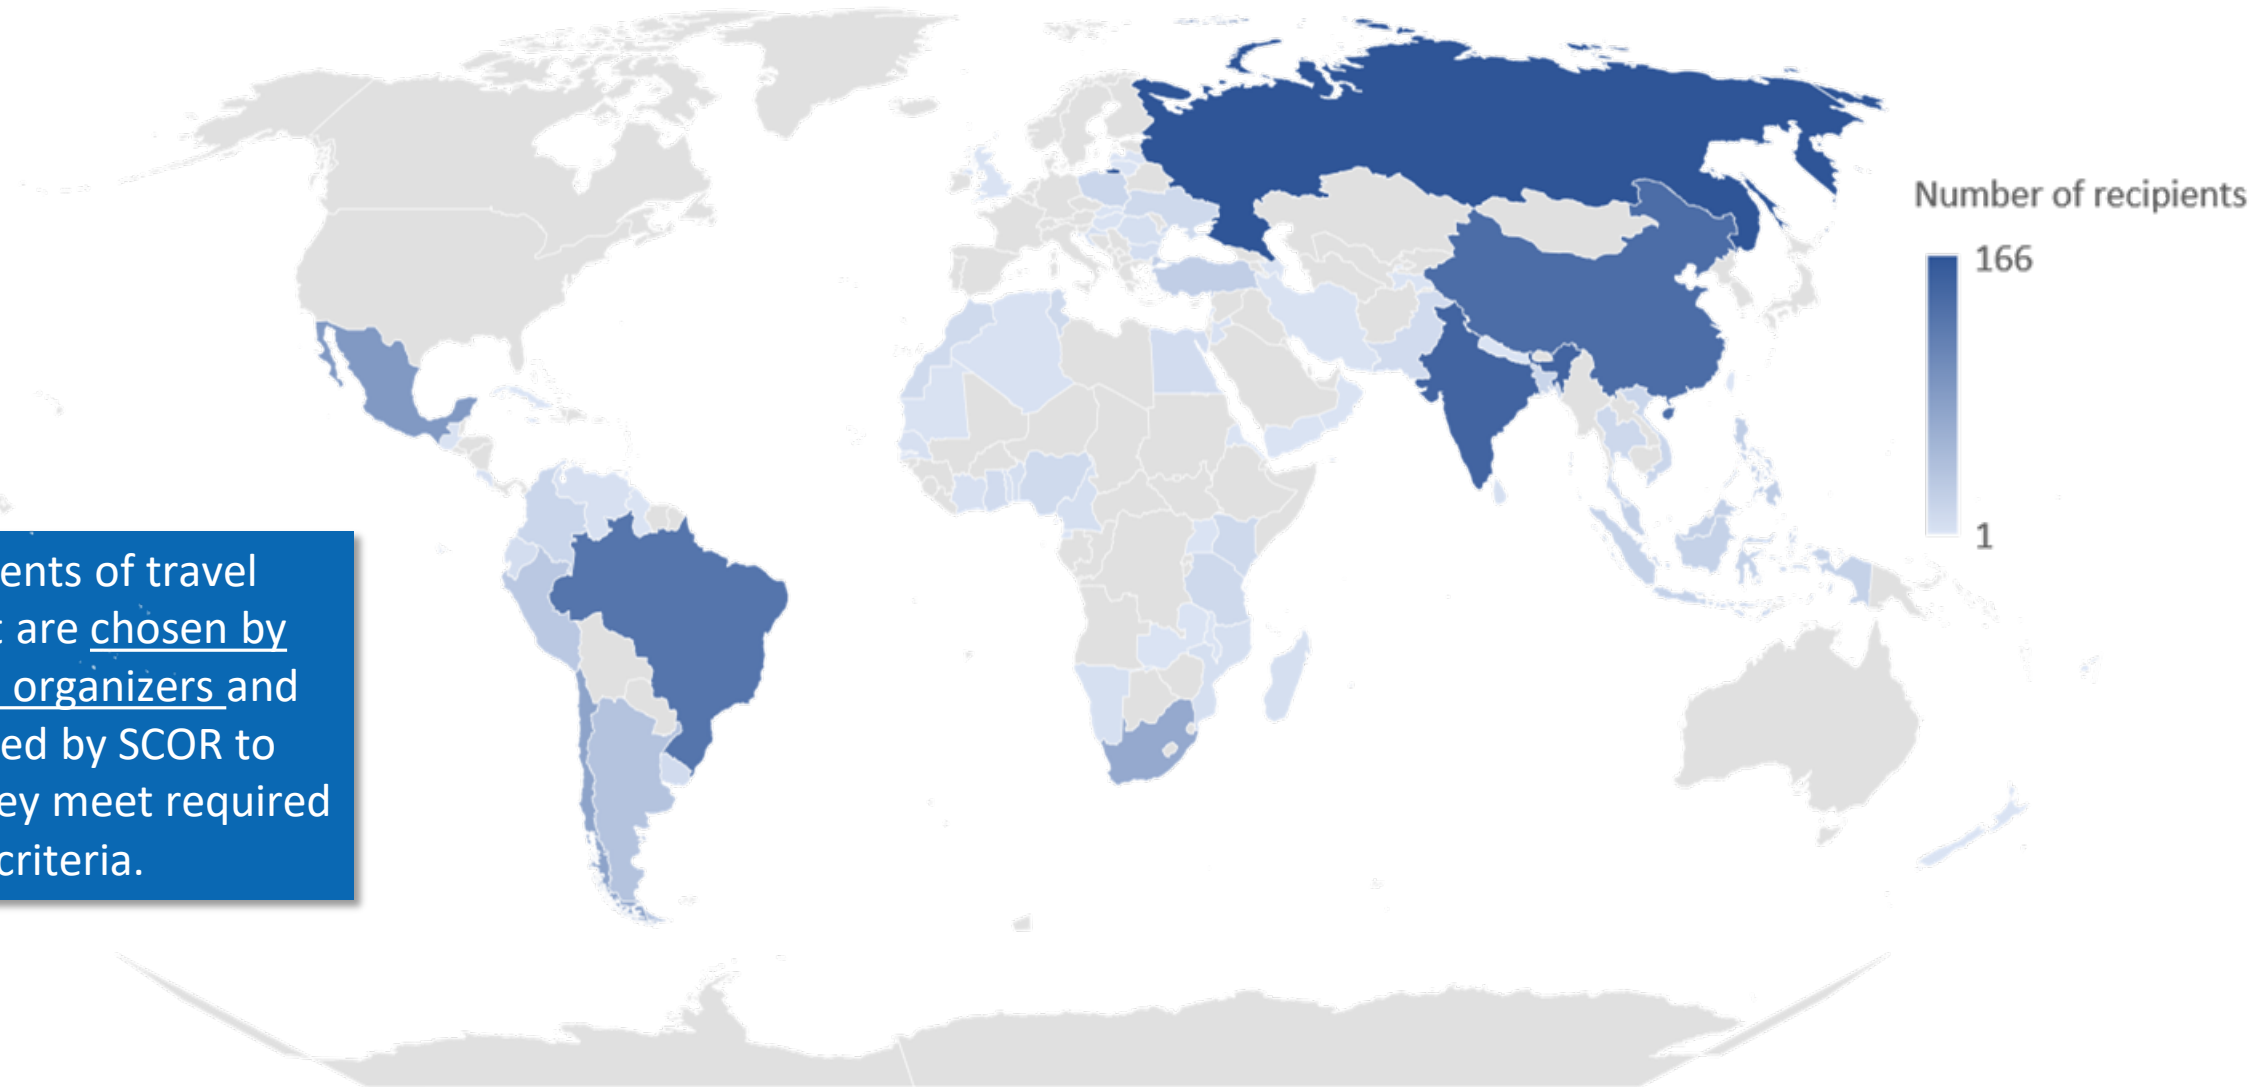 Number of recipients
166
1
ents of travel
are chosen by
organizers and
ed by SCOR to
ey meet required
criteria.